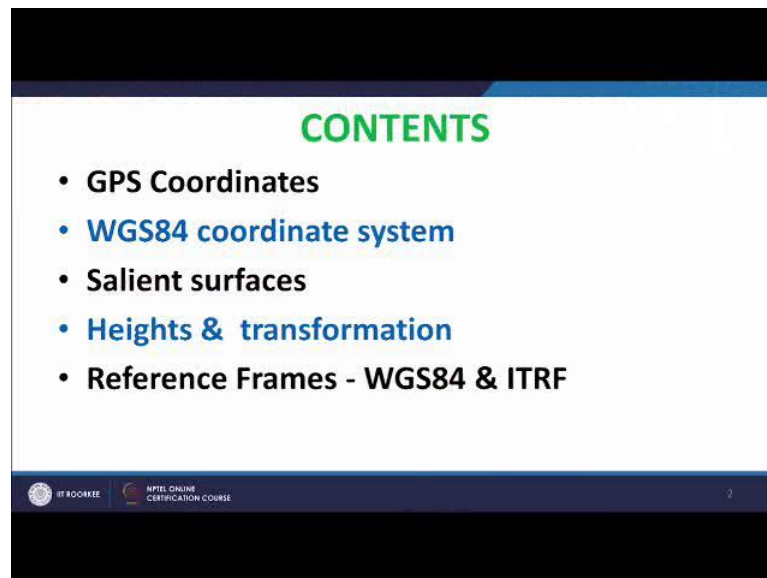 CONTENTS
• GPS Coordinates
• WGS84 coordinate system
• Salient surfaces
• Heights & transformation
• Reference Frames - WGS84 & ITRF
IIT ROORKEE
NPTEL ONLINE
CERTIFICATION COURSE
2